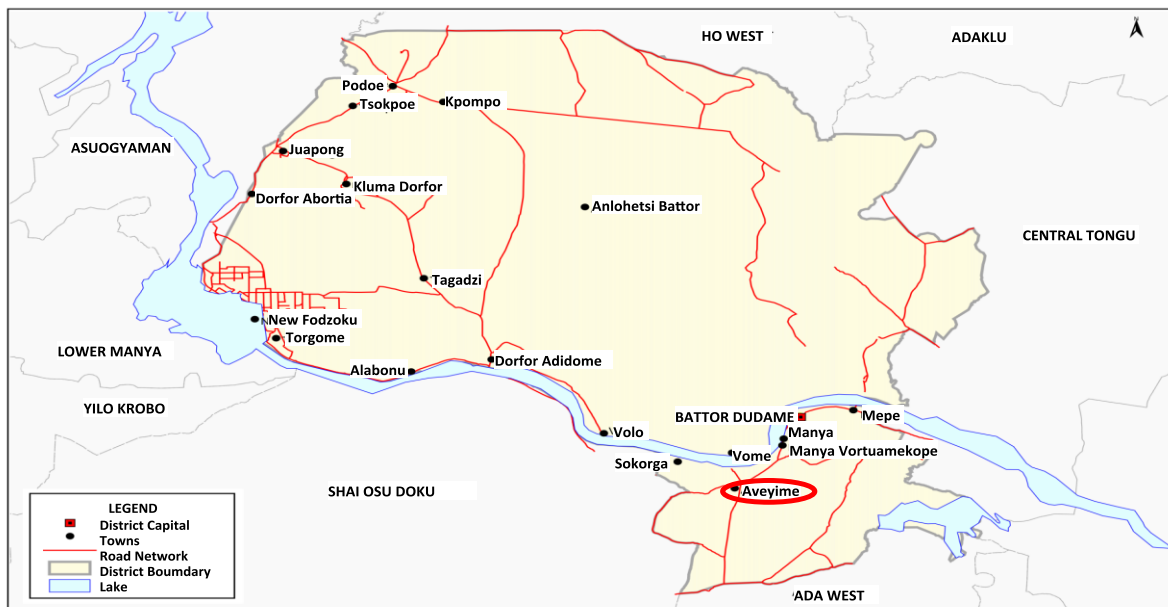 HO WEST
ADAKLU
Podoe
Tsokpoe
Kpompo
ASUOGYAMAN
Juapong
Kluma Dorfor
Dorfor Abortia
Anlohetsi Battor
CENTRAL TONGU
Tagadzi
New Fodzoku
Torgome
LOWER MANYA
Alabonu
Dorfor Adidome
YILO KROBO
BATTOR DUDAME
Mepe
Volo
Manya
Manya Vortuamekope
Vome
Sokorga
SHAI OSU DOKU
Aveyime
LEGEND
District Capital
Towns
Road Network
District Boumdary
Lake
ADA WEST